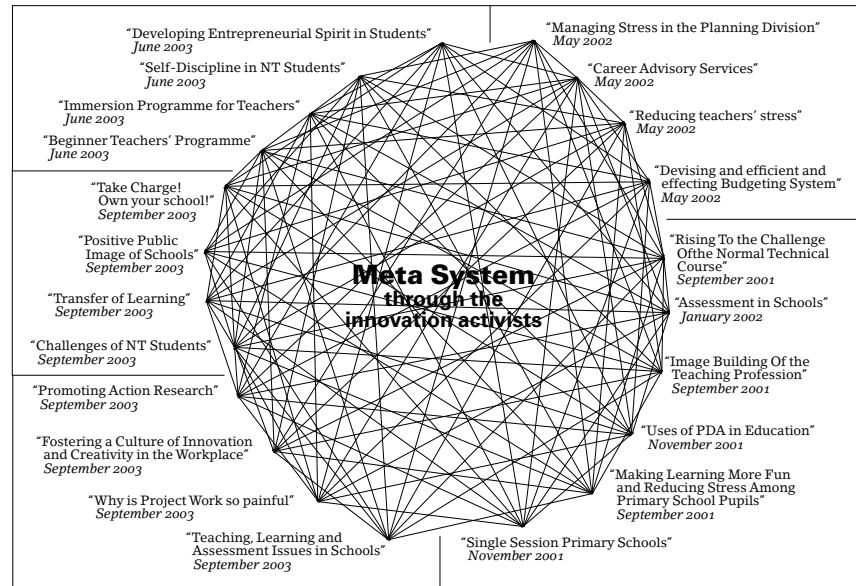 “Developing Entrepreneurial Spirit in Students“
June 2003
“Self-Discipline in NT Students“
June 2003
“Immersion Programme for Teachers“
June 2003
“Beginner Teachers’ Programme“
June 2003
“Take Charge!
Own your school!“
September 2003
“Positive Public
Image of Schools“
September 2003
“Transfer of Learning“
September 2003
“Challenges of NT Students“
September 2003
“Promoting Action Research“
September 2003
“Fostering a Culture of Innovation
and Creativity in the Workplace“
September 2003
“Why is Project Work so painful“
September 2003
“Teaching, Learning and
Assessment Issues in Schools“
September 2003
Meta System
through the
innovation activists
“Managing Stress in the Planning Division“
May 2002
“Career Advisory Services“
May 2002
“Reducing teachers’ stress“
May 2002
“Devising and efficient and
effecting Budgeting System“
May 2002
“Rising To the Challenge
Ofthe Normal Technical
Course“
September 2001
“Assessment in Schools“
January 2002
“Image Building Of the
Teaching Profession“
September 2001
“Uses of PDA in Education“
November 2001
“Making Learning More Fun
and Reducing Stress Among
Primary School Pupils“
September 2001
“Single Session Primary Schools“
November 2001